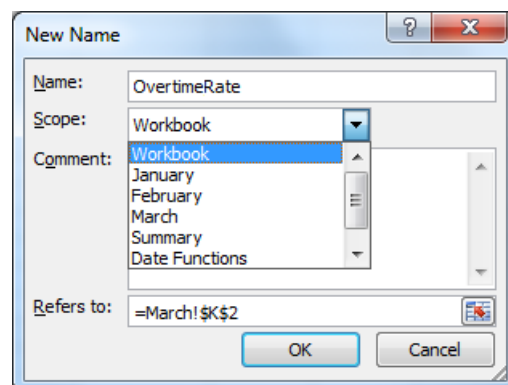 New Name
?
Name:
OvertimeRate
Scope:
Workbook
Comment:
Workbook
January
February
March
Summary
Date Functions
Refers to:
=March!$K$2
OK
Cancel